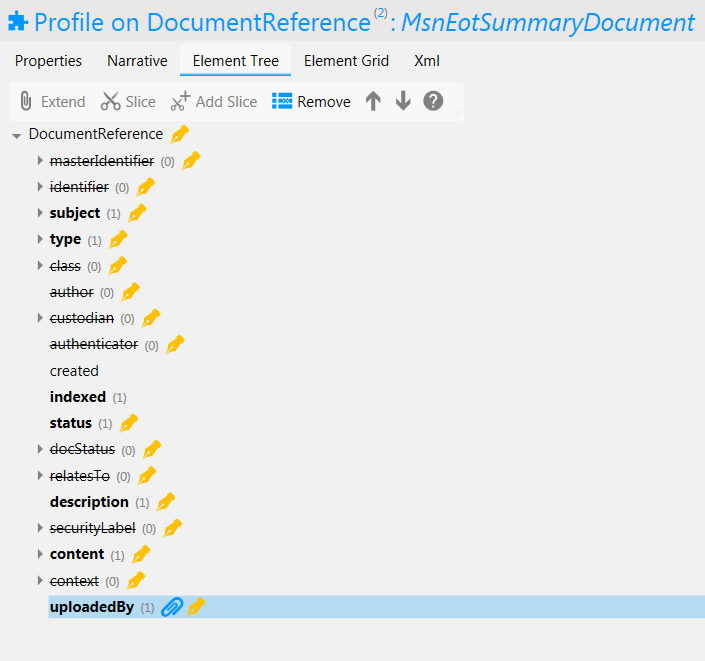 Profile on DocumentReference(2): MsnEotSummaryDocument
Properties Narrative Element Tree Element Grid Xml
Extend Slice Add Slice Remove ?
DocumentReference
masterIdentifier (0)
identifier (0)
subject (1)
type (1)
class (0)
author (0)
custodian (0)
authenticator (0)
created
indexed (1)
status (1)
docStatus (0)
relatesTo (0)
description (1)
securityLabel (0)
content (1)
context (0)
uploadedBy (1)